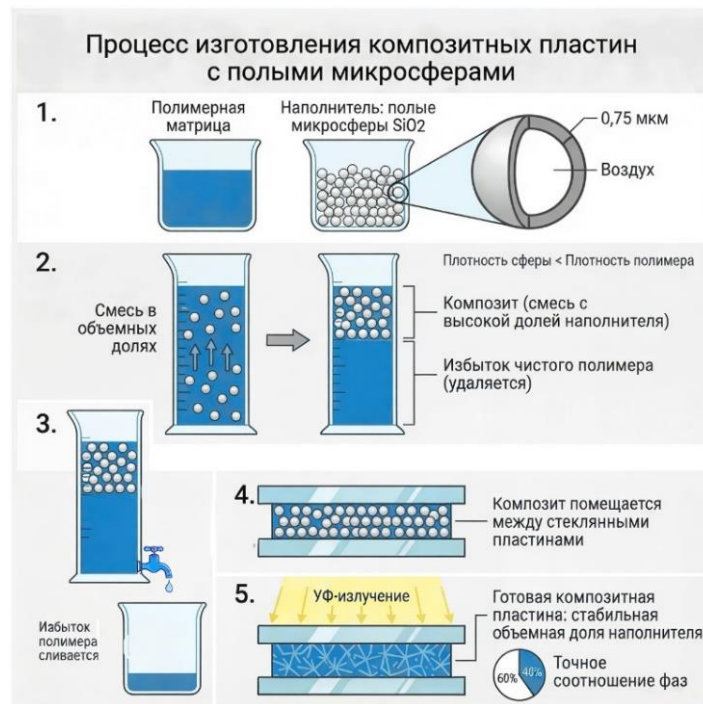 Процесс изготовления композитных пластин
с полыми микросферами
1.
Полимерная
матрица
Наполнитель: полые
микросферы SiO2
0,75 мкм
Воздух
2.
Плотность сферы < Плотность полимера
Смесь в
объемных
долях
Композит (смесь с
высокой долей наполнителя)
Избыток чистого полимера
(удаляется)
3.
Избыток
полимера
сливается
4.
Композит помещается
между стеклянными
пластинами
5.
УФ-излучение
Готовая композитная
пластина: стабильная
объемная доля наполнителя
60%
40%
Точное
соотношение фаз